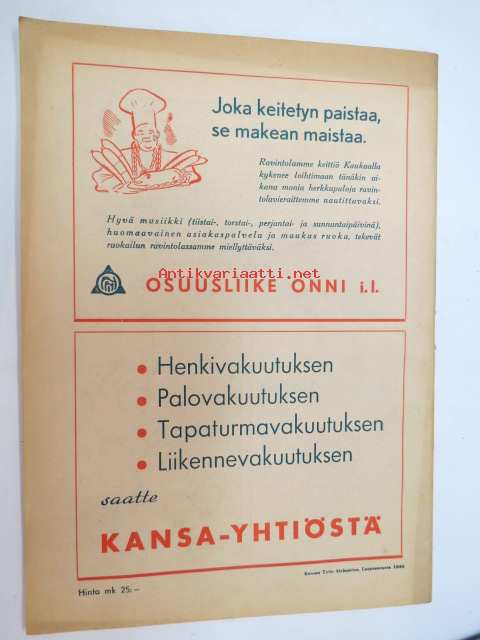 Joka keitetyn paistaa,
se makean maistaa.
Ravintolamme keittiö Kaukaalla
kykenee loihtimaan tänäkin ai-
kana monia herkkupaloja ravin-
tolavieraittemme nautittavaksi.
Hyvä musiikki (tiistai-, torstai-, perjantai- ja sunnuntaipäivinä),
huomaavainen asiakaspalvelu ja maukas ruoka, tekevät
ruokailun ravintolassamme miellyttäväksi.
Antikvariaatti.net
OSUUSLIIKE ONNI i.l.
• Henkivakuutuksen
• Palovakuutuksen
• Tapaturmavakuutuksen
• Liikennevakuutuksen
saatte
KANSA-YHTIÖSTÄ
Hinta mk 25:—
Kirjapaino, Lappeenranta